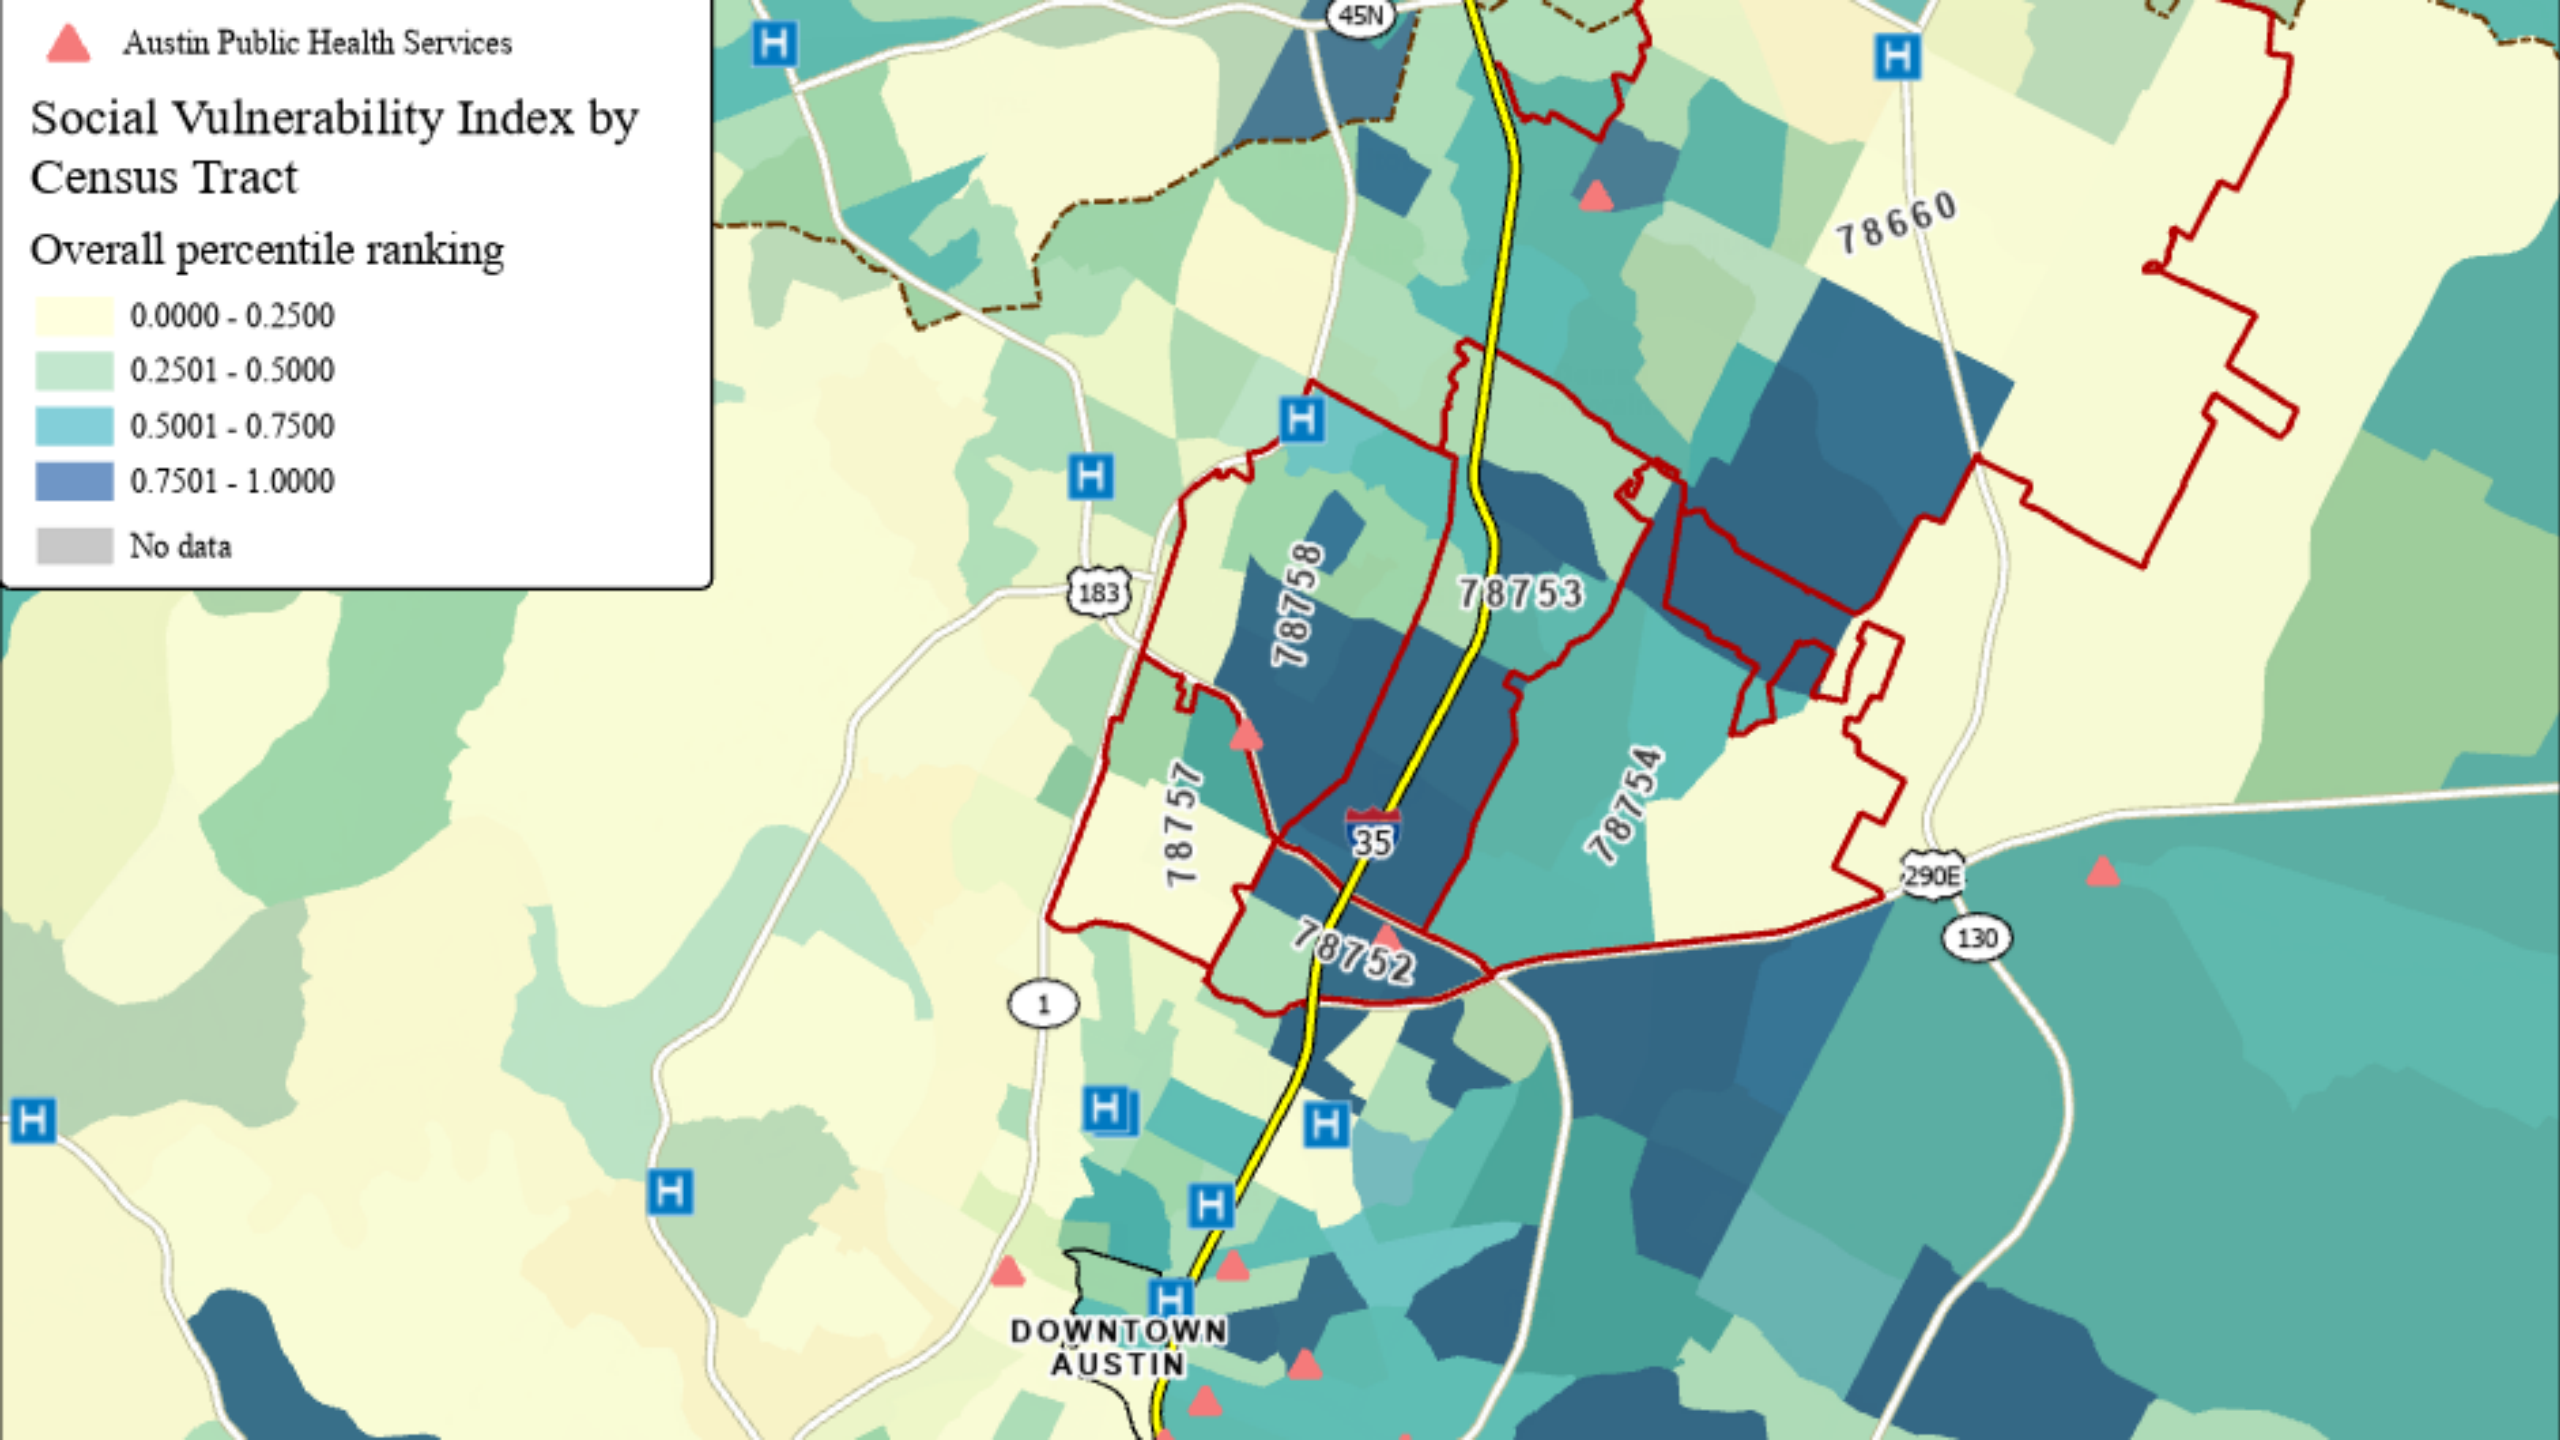 Austin Public Health Services
Social Vulnerability Index by
Census Tract
Overall percentile ranking
0.0000 - 0.2500
0.2501 - 0.5000
0.5001 - 0.7500
0.7501 - 1.0000
No data
H
45N
H
78660
H
H
183
78758
78753
78757
78754
35
290E
78752
130
1
H
H
H
H
H
H
DOWNTOWN
AUSTIN